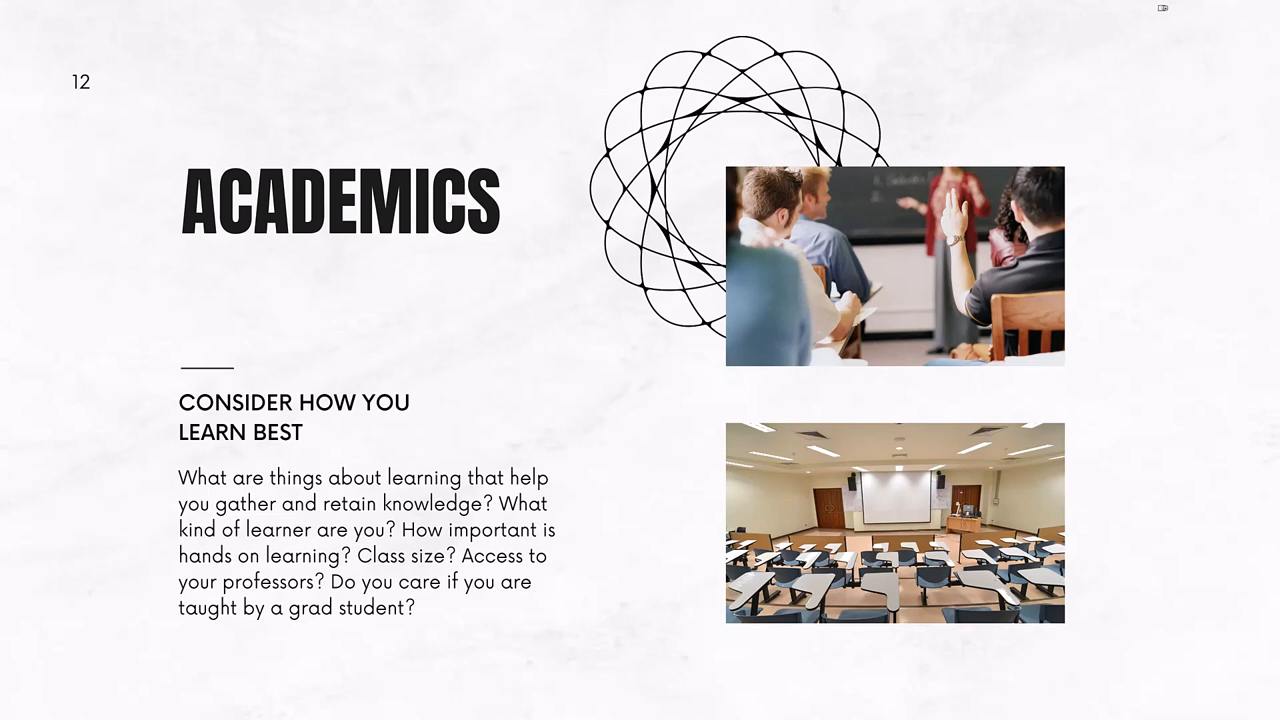 12
ACADEMICS
CONSIDER HOW YOU
LEARN BEST
What are things about learning that help
you gather and retain knowledge? What
kind of learner are you? How important is
hands on learning? Class size? Access to
your professors? Do you care if you are
taught by a grad student?